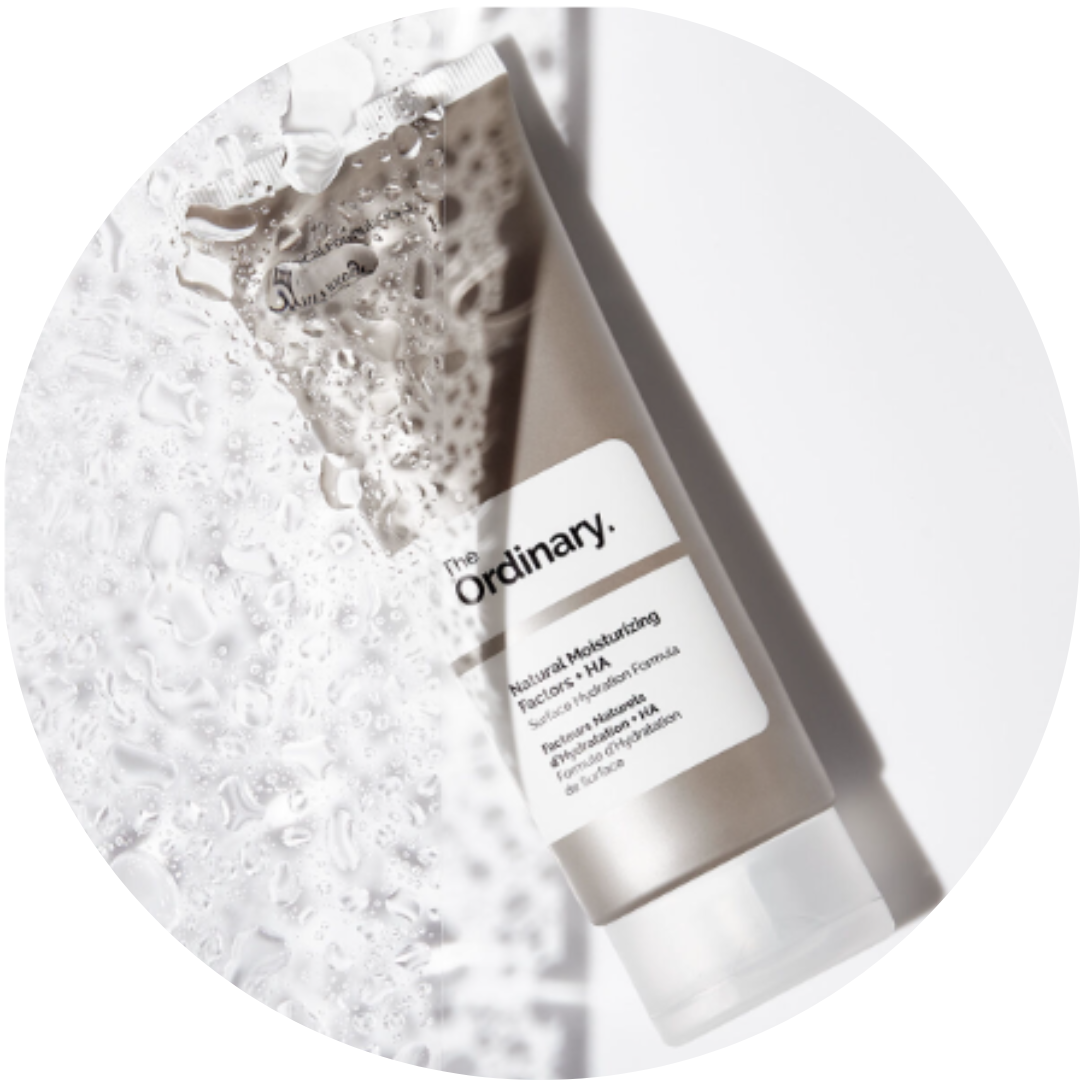 The
Ordinary.
Natural Moisturizing
Factors + HA
Surface Hydration Formula
Facteurs Naturels
d'Hydratation + HA
Formule d'Hydratation
de Surface